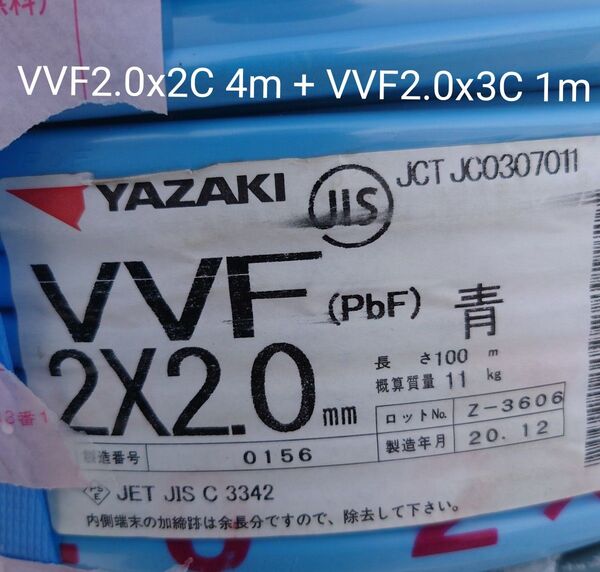 料)
VVF2.0x2C 4m + VVF2.0x3C 1m
YAZAKI
JIS
JCT JC0307011
VVF (PbF) 青
2X2.0 mm
長 さ 100 m
概算質量 11 kg
ロットNo. Z-3606
製造年月 20. 12
製造番号 0156
PS E JET JIS C 3342
内側端末の加締跡は余長分ですので、除去して下さい。